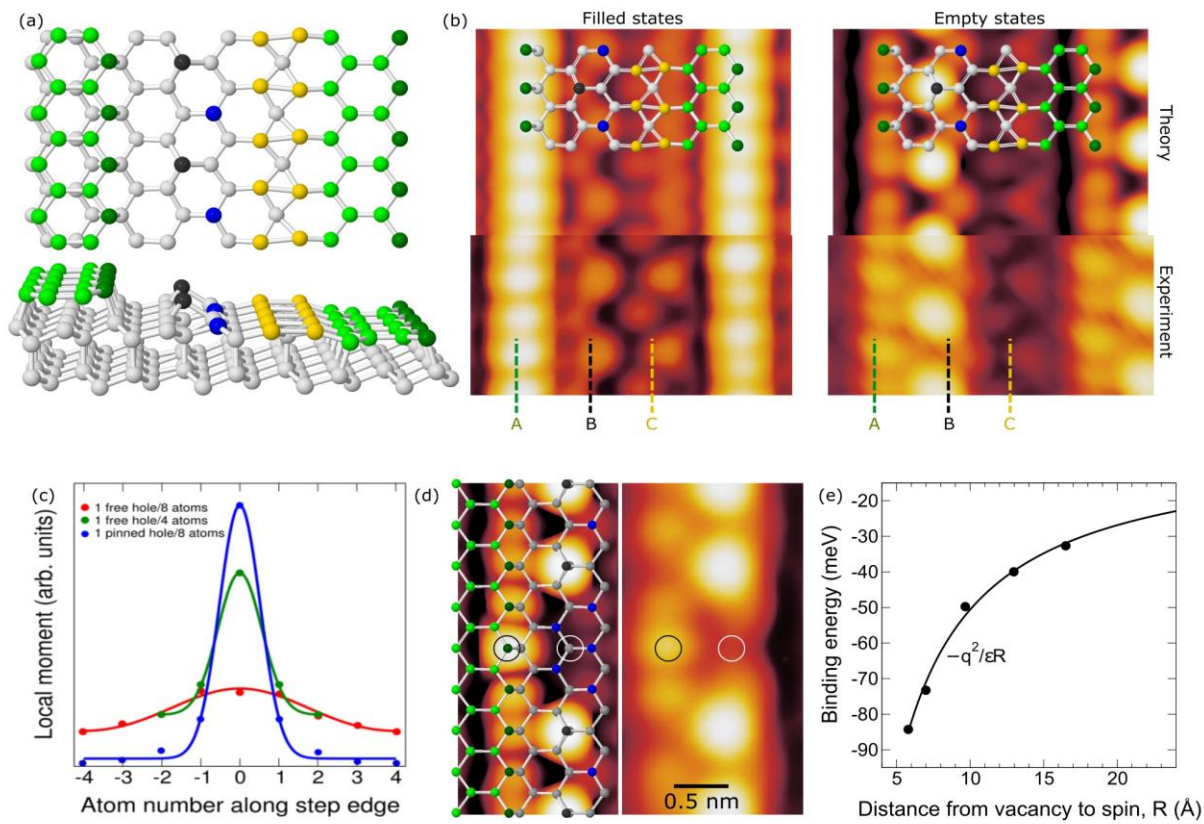 (a)
(b)
Filled states
Empty states
Theory
Experiment
A
B
C
A
B
C
(c)
1 free hole/8 atoms
1 free hole/4 atoms
1 pinned hole/8 atoms
Local moment (arb. units)
-4 -3 -2 -1 0 1 2 3 4
Atom number along step edge
(d)
0.5 nm
(e)
-20
-30
-40
-50
-60
-70
-80
-90
Binding energy (meV)
−q²/εR
5 10 15 20
Distance from vacancy to spin, R (Å)